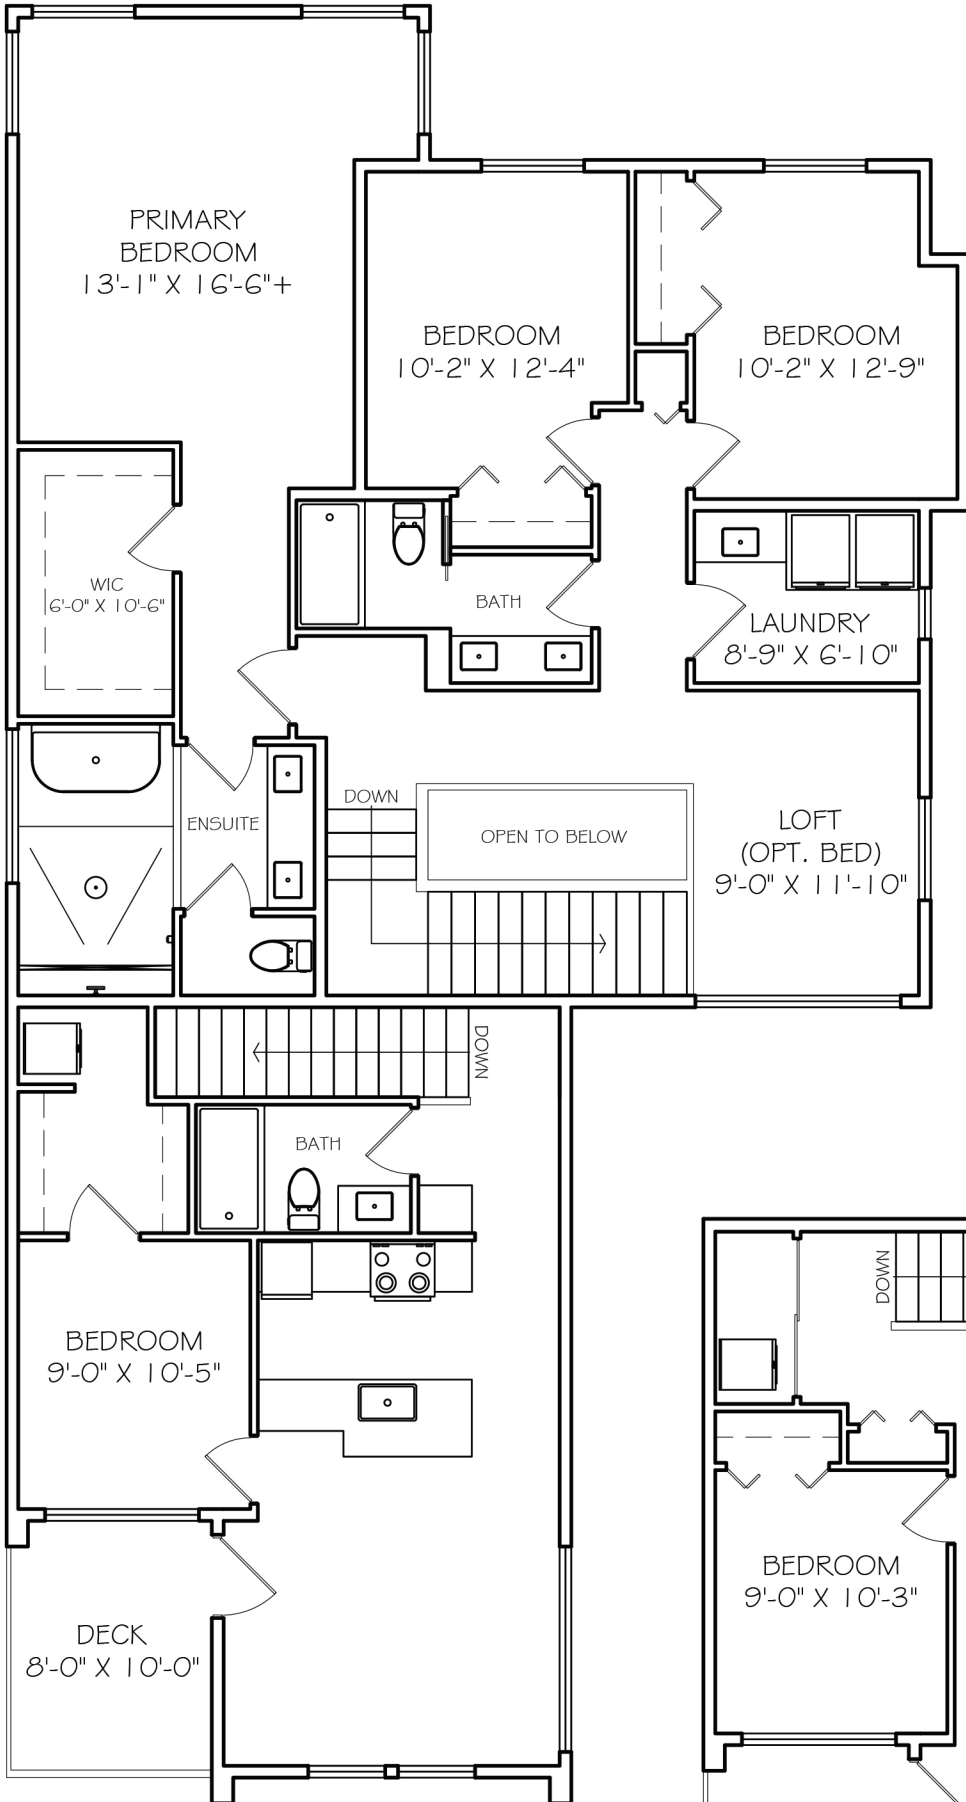 PRIMARY
BEDROOM
13'-1" X 16'-6"+
BEDROOM
10'-2" X 12'-4"
BEDROOM
10'-2" X 12'-9"
WIC
6'-0" X 10'-6"
BATH
LAUNDRY
8'-9" X 6'-10"
DOWN
ENSUITE
OPEN TO BELOW
LOFT
(OPT. BED)
9'-0" X 11'-10"
DOWN
BATH
BEDROOM
9'-0" X 10'-5"
DECK
8'-0" X 10'-0"
DOWN
BEDROOM
9'-0" X 10'-3"